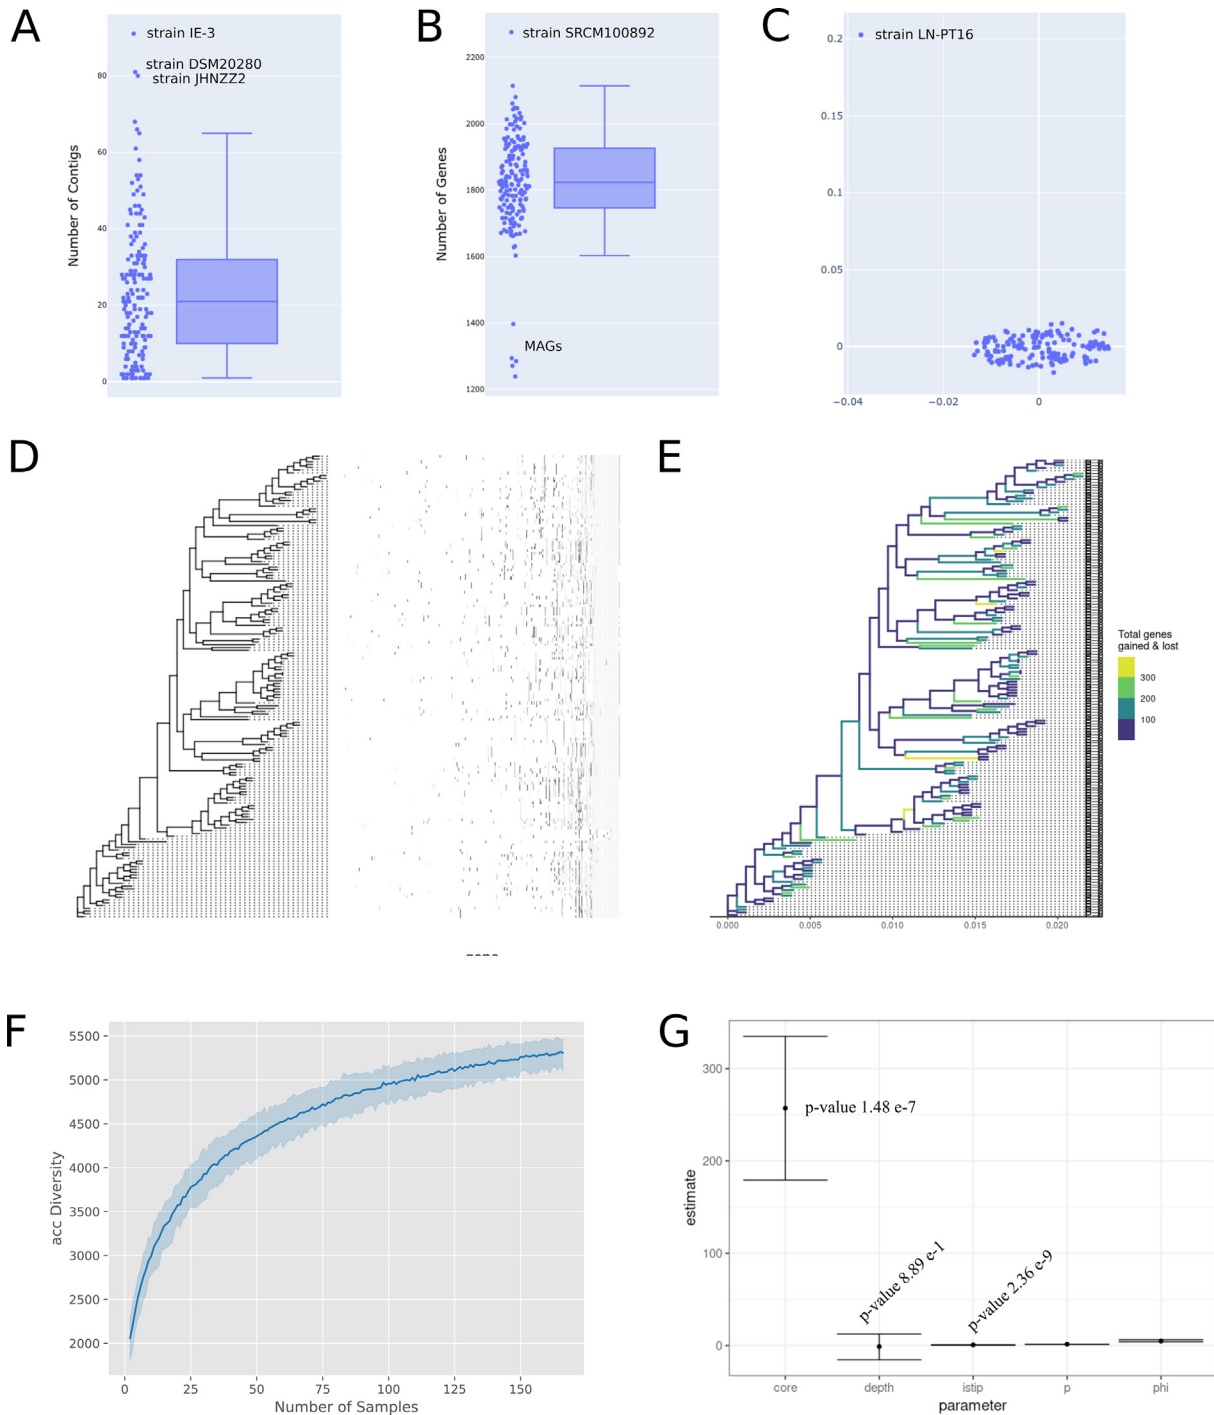 A
strain IE-3
strain DSM20280
strain JHNZZ2
Number of Contigs
80
60
40
20
0
B
strain SRCM100892
MAGs
Number of Genes
2200
2000
1800
1600
1400
1200
C
strain LN-PT16
0.2
0.15
0.1
0.05
0
−0.04
−0.02
0
D
E
Total genes
gained & lost
300
200
100
0.000
0.005
0.010
0.015
0.020
F
acc Diversity
5500
5000
4500
4000
3500
3000
2500
2000
0
25
50
75
100
125
150
Number of Samples
G
estimate
300
200
100
0
p-value 1.48 e-7
p-value 8.89 e-1
p-value 2.36 e-9
core
depth
istip
p
phi
parameter